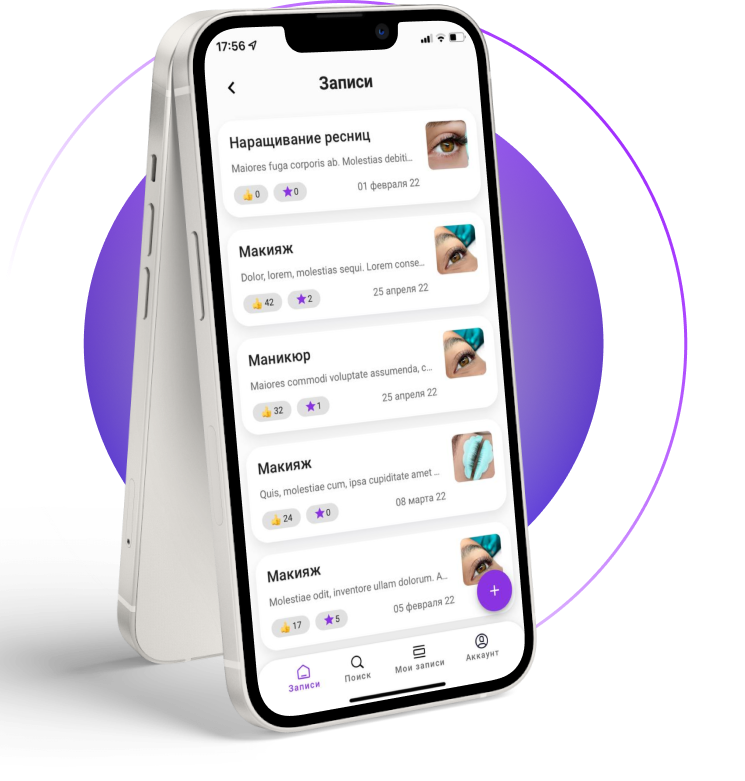 17:56
Записи
Наращивание ресниц
Maiores fuga corporis ab. Molestias debiti...
👍 0 ★ 0 01 февраля 22
Макияж
Dolor, lorem, molestias sequi. Lorem conse...
👍 42 ★ 2 25 апреля 22
Маникюр
Maiores commodi voluptate assumenda, c...
👍 32 ★ 1 25 апреля 22
Макияж
Quis, molestiae cum, ipsa cupiditate amet ...
👍 24 ★ 0 08 марта 22
Макияж
Molestiae odit, inventore ullam dolorum. A...
👍 17 ★ 5 05 февраля 22
+
Записи Поиск Мои записи Аккаунт